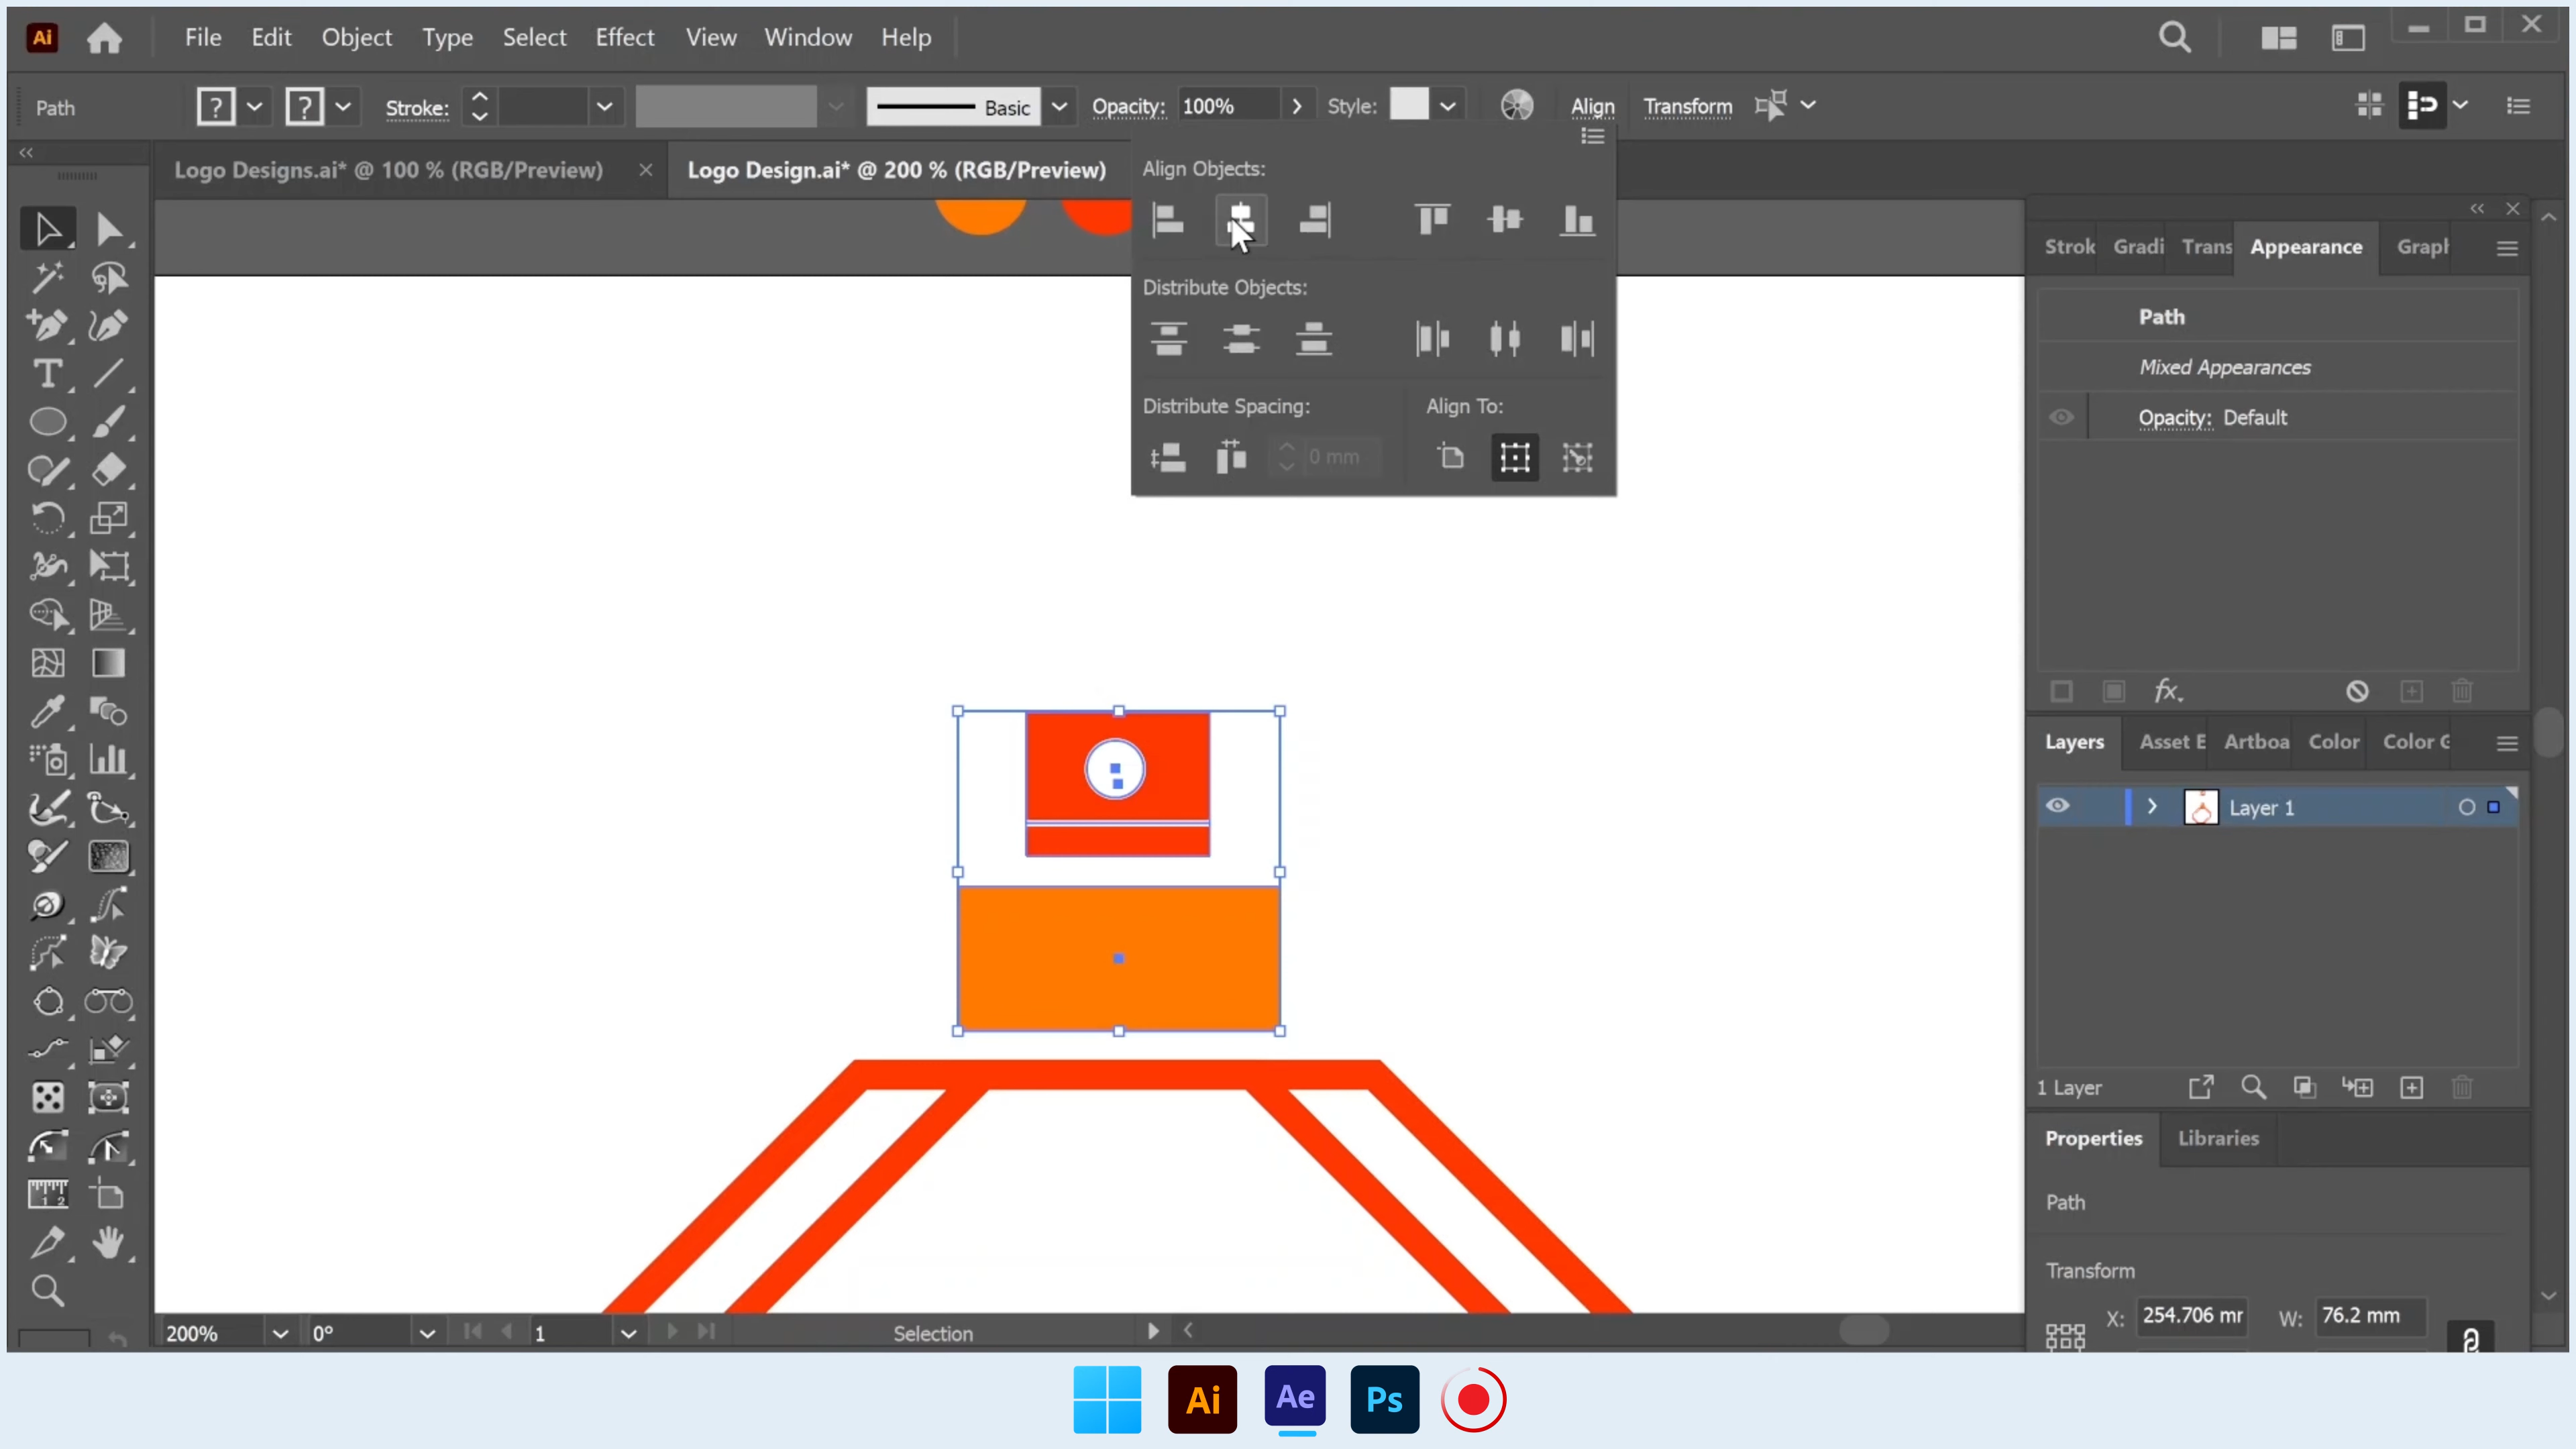 Ai File Edit Object Type Select Effect View Window Help
Path ? ? Stroke: Basic Opacity: 100% Style: Align Transform
Logo Designs.ai* @ 100 % (RGB/Preview) Logo Design.ai* @ 200 % (RGB/Preview)
Align Objects:
Distribute Objects:
Distribute Spacing: Align To:
0 mm
Strok Gradi Trans Appearance Graph
Path
Mixed Appearances
Opacity: Default
fx.
Layers Asset E Artboa Color Color G
Layer 1
1 Layer
Properties Libraries
Path
Transform
X: 254.706 mr W: 76.2 mm
200% 0° 1 Selection
Ai Ae Ps